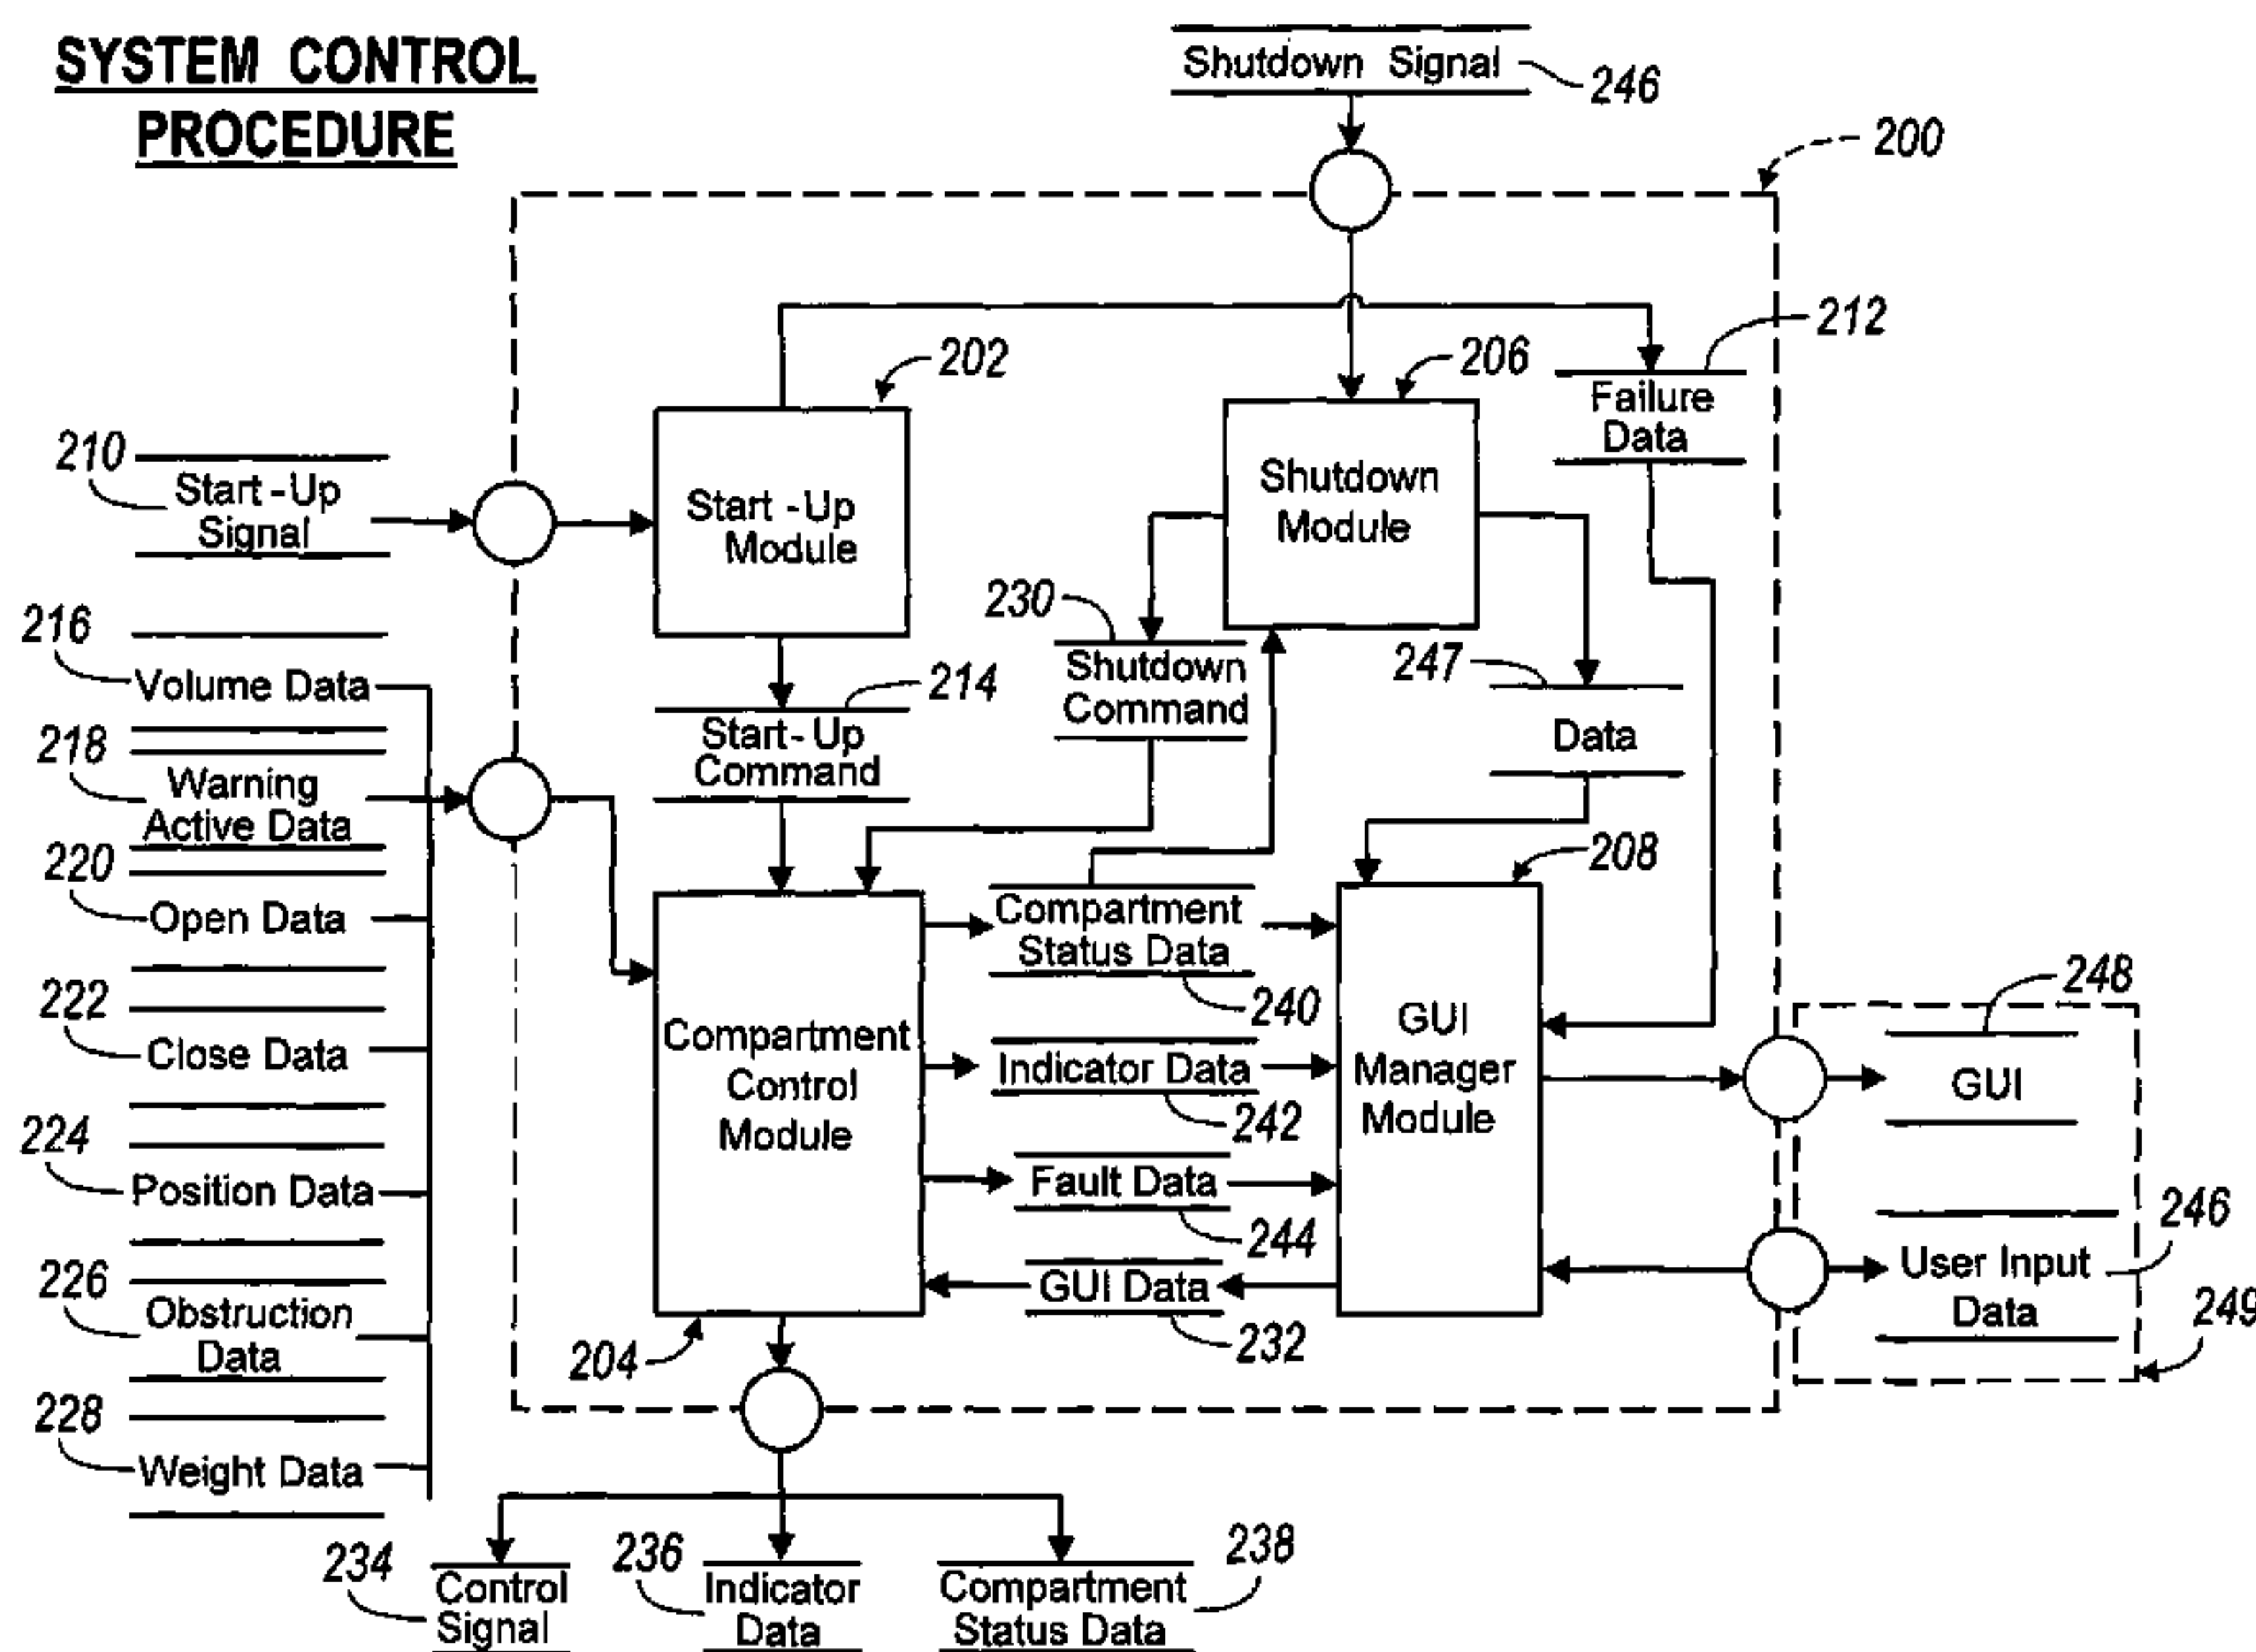 SYSTEM CONTROL
PROCEDURE
Shutdown Signal
246
200
212
202
206
Failure
Data
210
Start-Up
Signal
Start-Up
Module
Shutdown
Module
216
Volume Data
230
Shutdown
Command
247
Data
214
Start-Up
Command
218
Warning
Active Data
220
Open Data
208
Compartment
Status Data
240
222
Close Data
Compartment
Control
Module
Indicator Data
242
GUI
Manager
Module
248
GUI
224
Position Data
Fault Data
244
246
User Input
Data
249
226
Obstruction
Data
GUI Data
232
204
228
Weight Data
234
Control
Signal
236
Indicator
Data
238
Compartment
Status Data